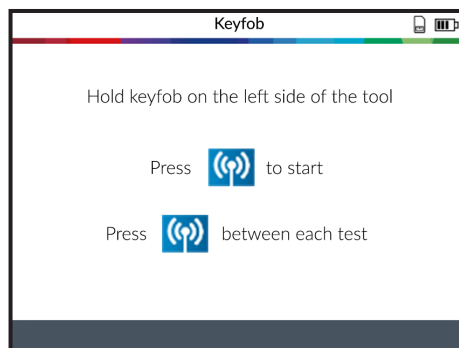 Keyfob
Hold keyfob on the left side of the tool
Press to start
Press between each test